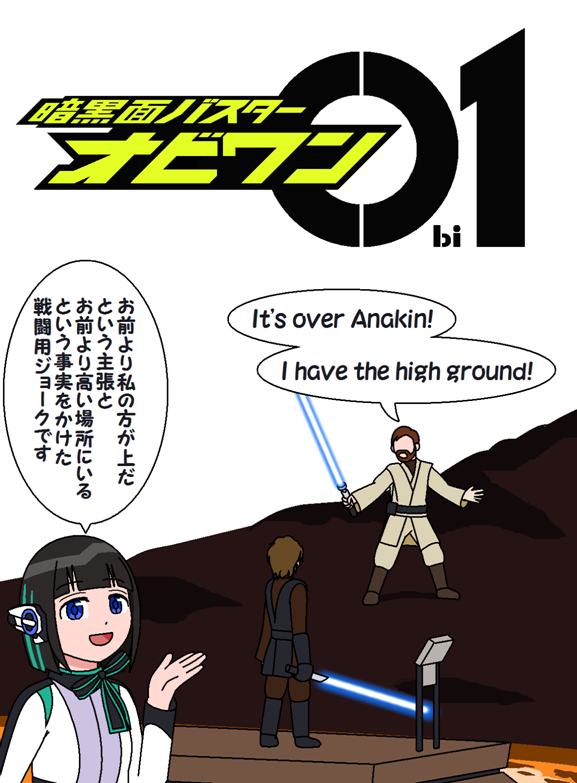 暗黒面バスター
オビワン
01
bi
It's over Anakin!
I have the high ground!
お前より私の方が上だ
という主張と
お前より高い場所にいる
という事実をかけた
戦闘用ジョークです